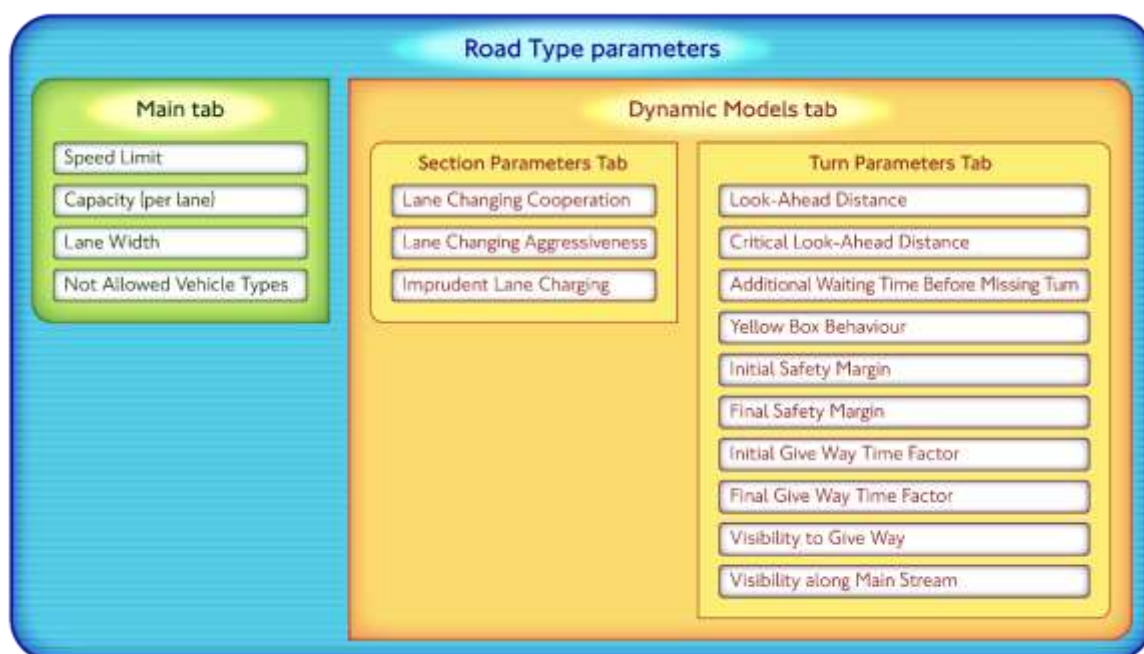 Road Type parameters
Main tab
Speed Limit
Capacity (per lane)
Lane Width
Not Allowed Vehicle Types
Dynamic Models tab
Section Parameters Tab
Lane Changing Cooperation
Lane Changing Aggressiveness
Imprudent Lane Charging
Turn Parameters Tab
Look-Ahead Distance
Critical Look-Ahead Distance
Additional Waiting Time Before Missing Turn
Yellow Box Behaviour
Initial Safety Margin
Final Safety Margin
Initial Give Way Time Factor
Final Give Way Time Factor
Visibility to Give Way
Visibility along Main Stream